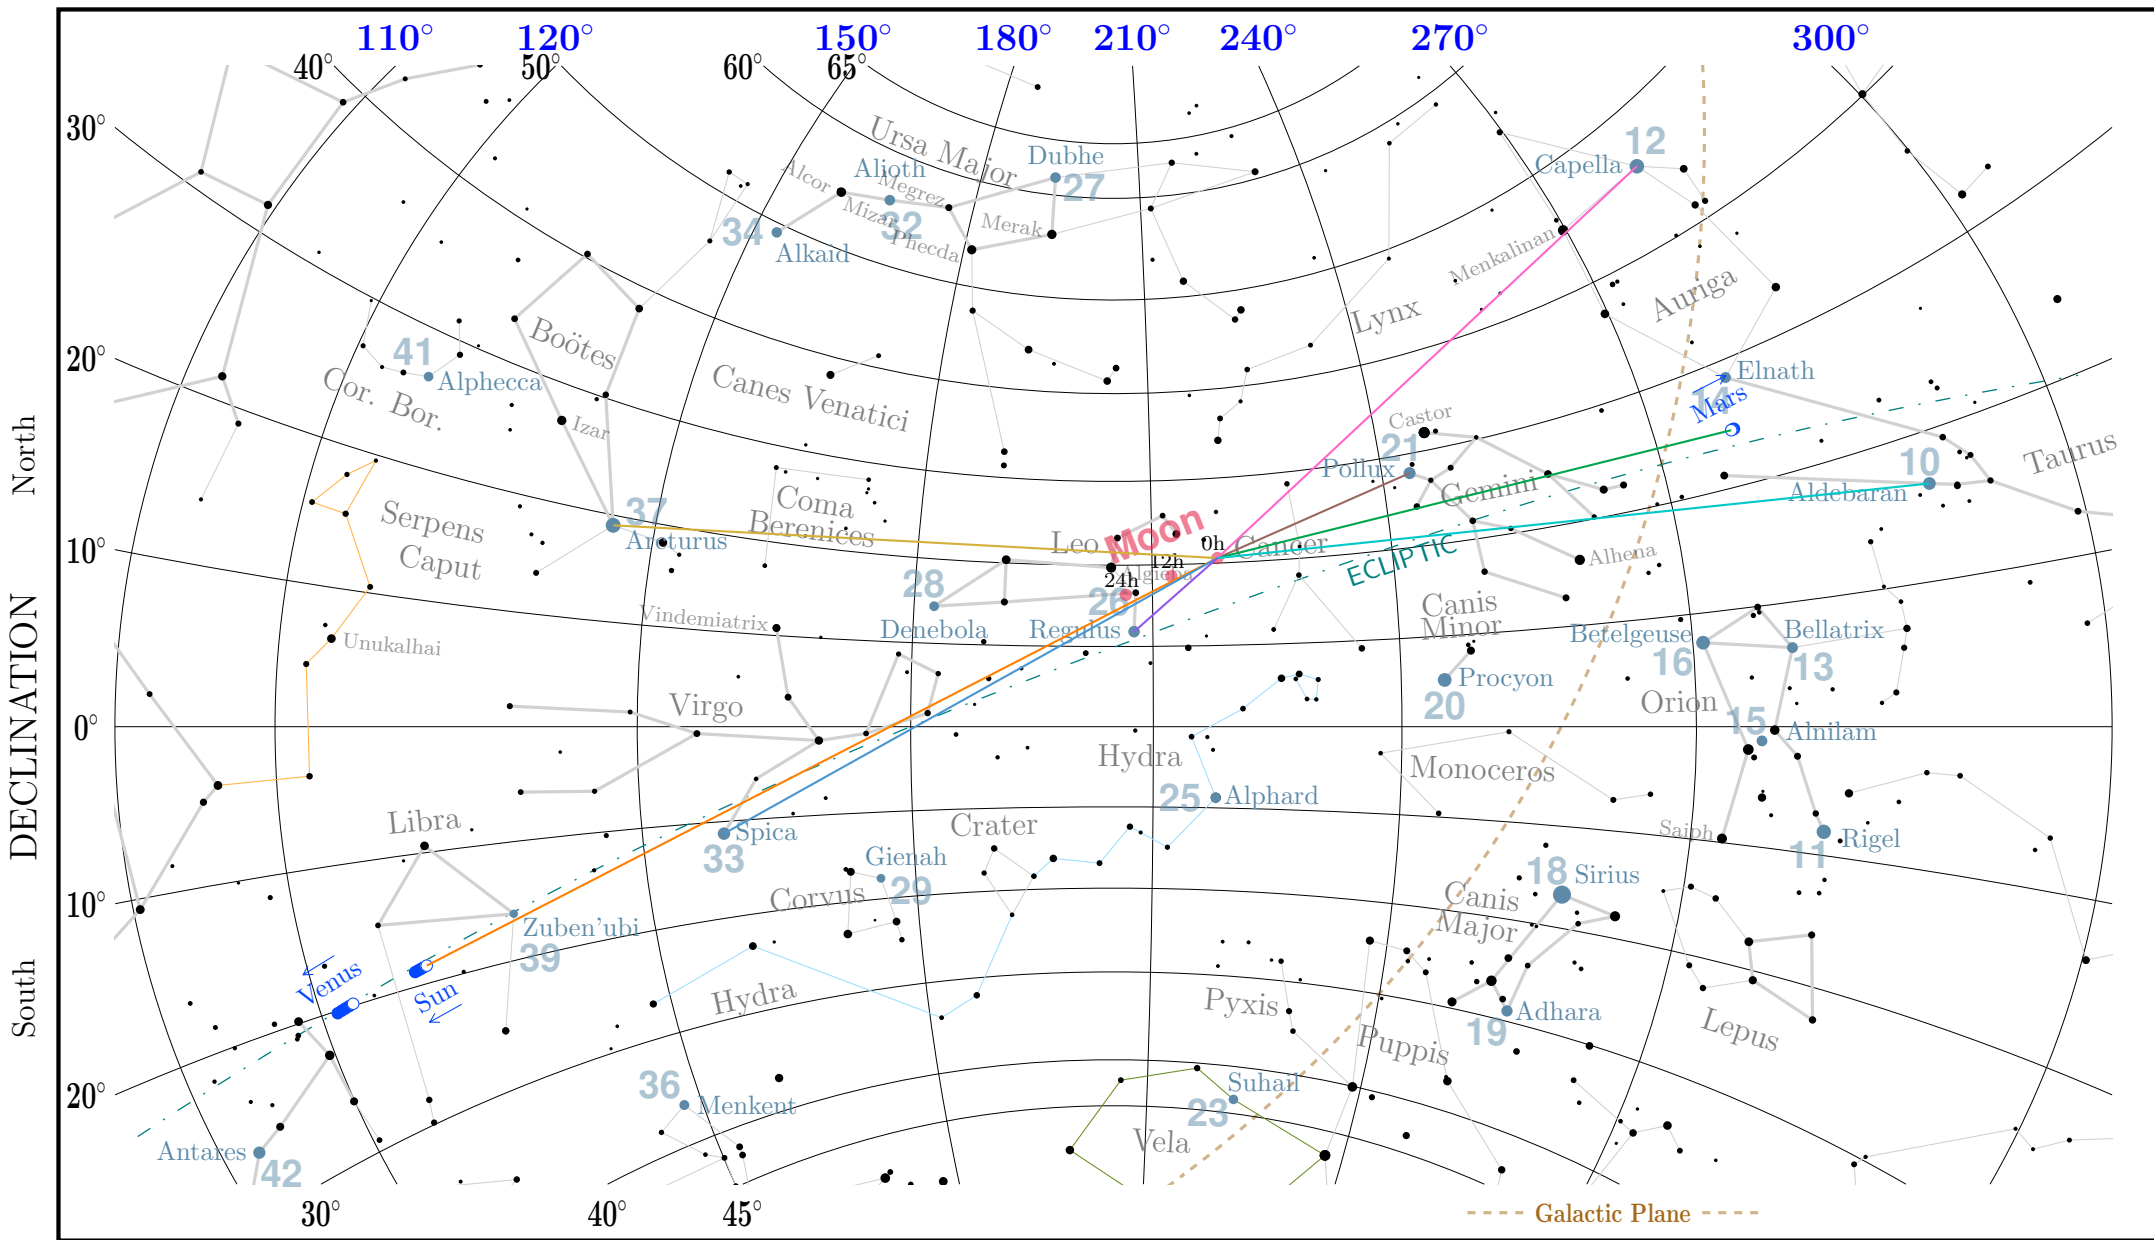 110° 120° 150° 180° 210° 240° 270° 300°
40° 50° 60° 65°
30°
20°
10°
0°
10°
20°
30° 40° 45°
North
DECLINATION
South
Ursa Major
Dubhe
27
Alioth
32
Alcor
Mizar
Megrez
Phecda
Merak
34
Alkaid
12
Capella
Menkalinan
Auriga
Lynx
Boötes
41
Alphecca
Cor. Bor.
Izar
Canes Venatici
Elnath
14
Mars
Castor
21
Pollux
Gemini
10
Aldebaran
Taurus
Serpens
Caput
37
Arcturus
Coma
Berenices
Leo
Moon
0h
12h
24h
Cancer
Algieba
ECLIPTIC
Alhena
Unukalhai
Vindemiatrix
28
Denebola
26
Regulus
Canis
Minor
Procyon
20
Betelgeuse
16
Bellatrix
13
Orion
15
Alnilam
Virgo
Hydra
Monoceros
25
Alphard
Libra
Spica
33
Crater
Gienah
29
Corvus
Saiph
11
Rigel
18
Sirius
Canis
Major
Zuben'ubi
39
Venus
Sun
Hydra
Pyxis
Puppis
19
Adhara
Lepus
36
Menkent
Suhail
23
Vela
Antares
42
Galactic Plane